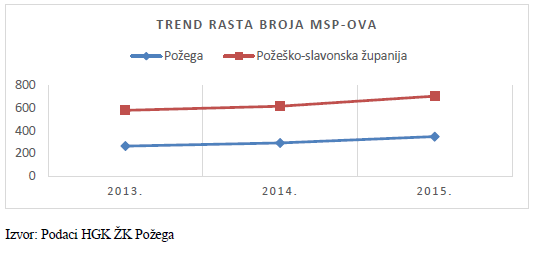 TREND RASTA BROJA MSP-OVA
Požega Požeško-slavonska županija
800
600
400
200
0
2013. 2014. 2015.
Izvor: Podaci HGK ŽK Požega